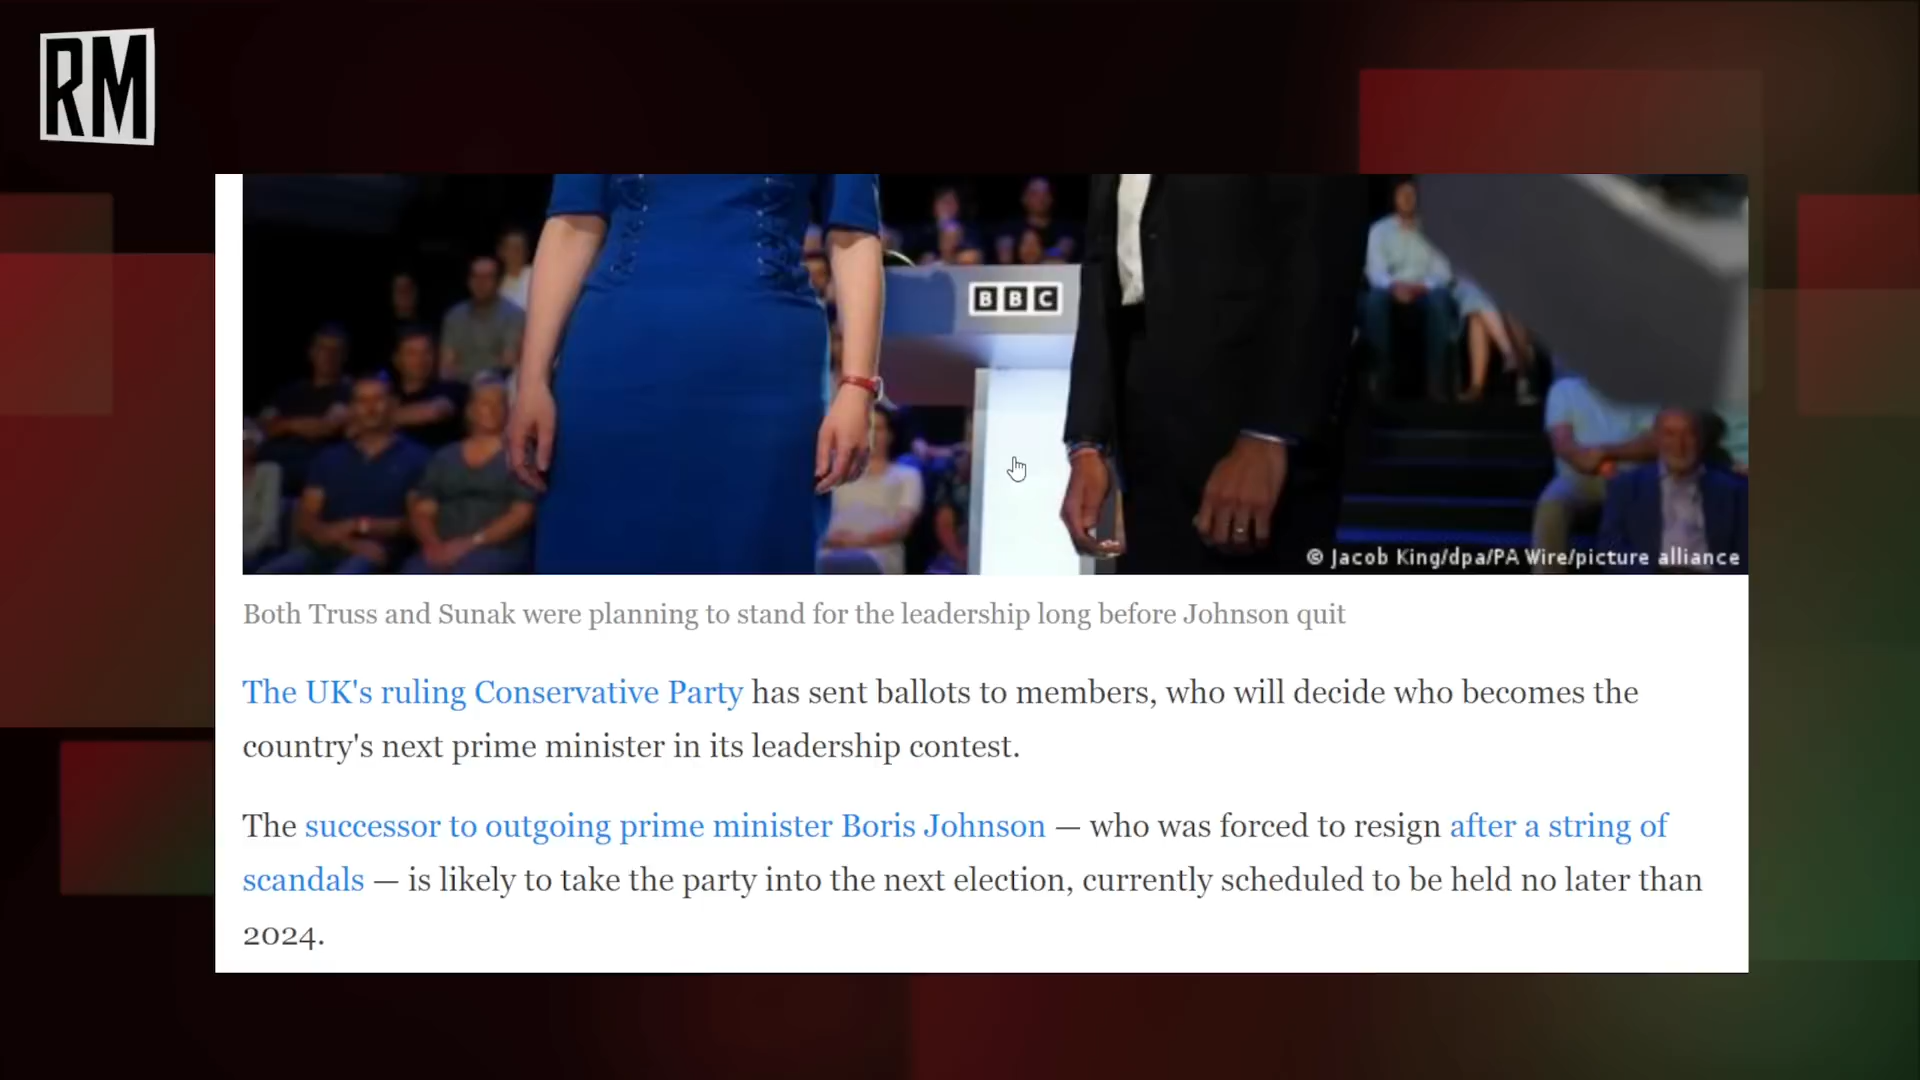 RM
BBC
© Jacob King/dpa/PA Wire/picture alliance
Both Truss and Sunak were planning to stand for the leadership long before Johnson quit
The UK's ruling Conservative Party has sent ballots to members, who will decide who becomes the
country's next prime minister in its leadership contest.
The successor to outgoing prime minister Boris Johnson — who was forced to resign after a string of
scandals — is likely to take the party into the next election, currently scheduled to be held no later than
2024.